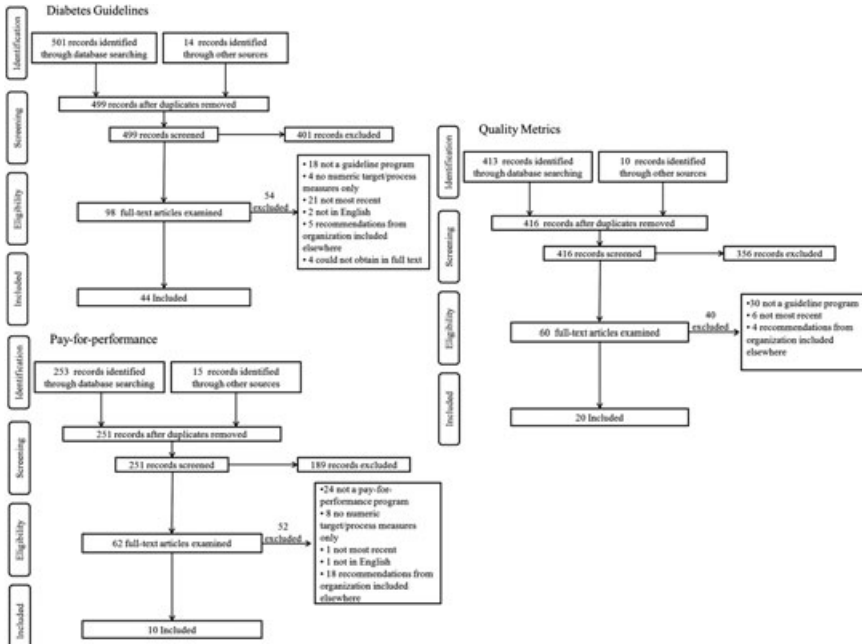 Diabetes Guidelines
Identification
501 records identified
through database searching
14 records identified
through other sources
499 records after duplicates removed
Screening
499 records screened
401 records excluded
Eligibility
98 full-text articles examined
54
excluded
• 18 not a guideline program
• 4 no numeric target/process
measures only
• 21 not most recent
• 2 not in English
• 5 recommendations from
organization included
elsewhere
• 4 could not obtain in full text
Included
44 Included
Pay-for-performance
Identification
253 records identified
through database searching
15 records identified
through other sources
251 records after duplicates removed
Screening
251 records screened
189 records excluded
Eligibility
62 full-text articles examined
52
excluded
•24 not a pay-for-
performance program
• 8 no numeric
target/process measures
only
• 1 not most recent
• 1 not in English
• 18 recommendations from
organization included
elsewhere
Included
10 Included
Quality Metrics
Identification
413 records identified
through database searching
10 records identified
through other sources
416 records after duplicates removed
Screening
416 records screened
356 records excluded
Eligibility
60 full-text articles examined
40
excluded
•30 not a guideline program
• 6 not most recent
• 4 recommendations from
organization included
elsewhere
Included
20 Included